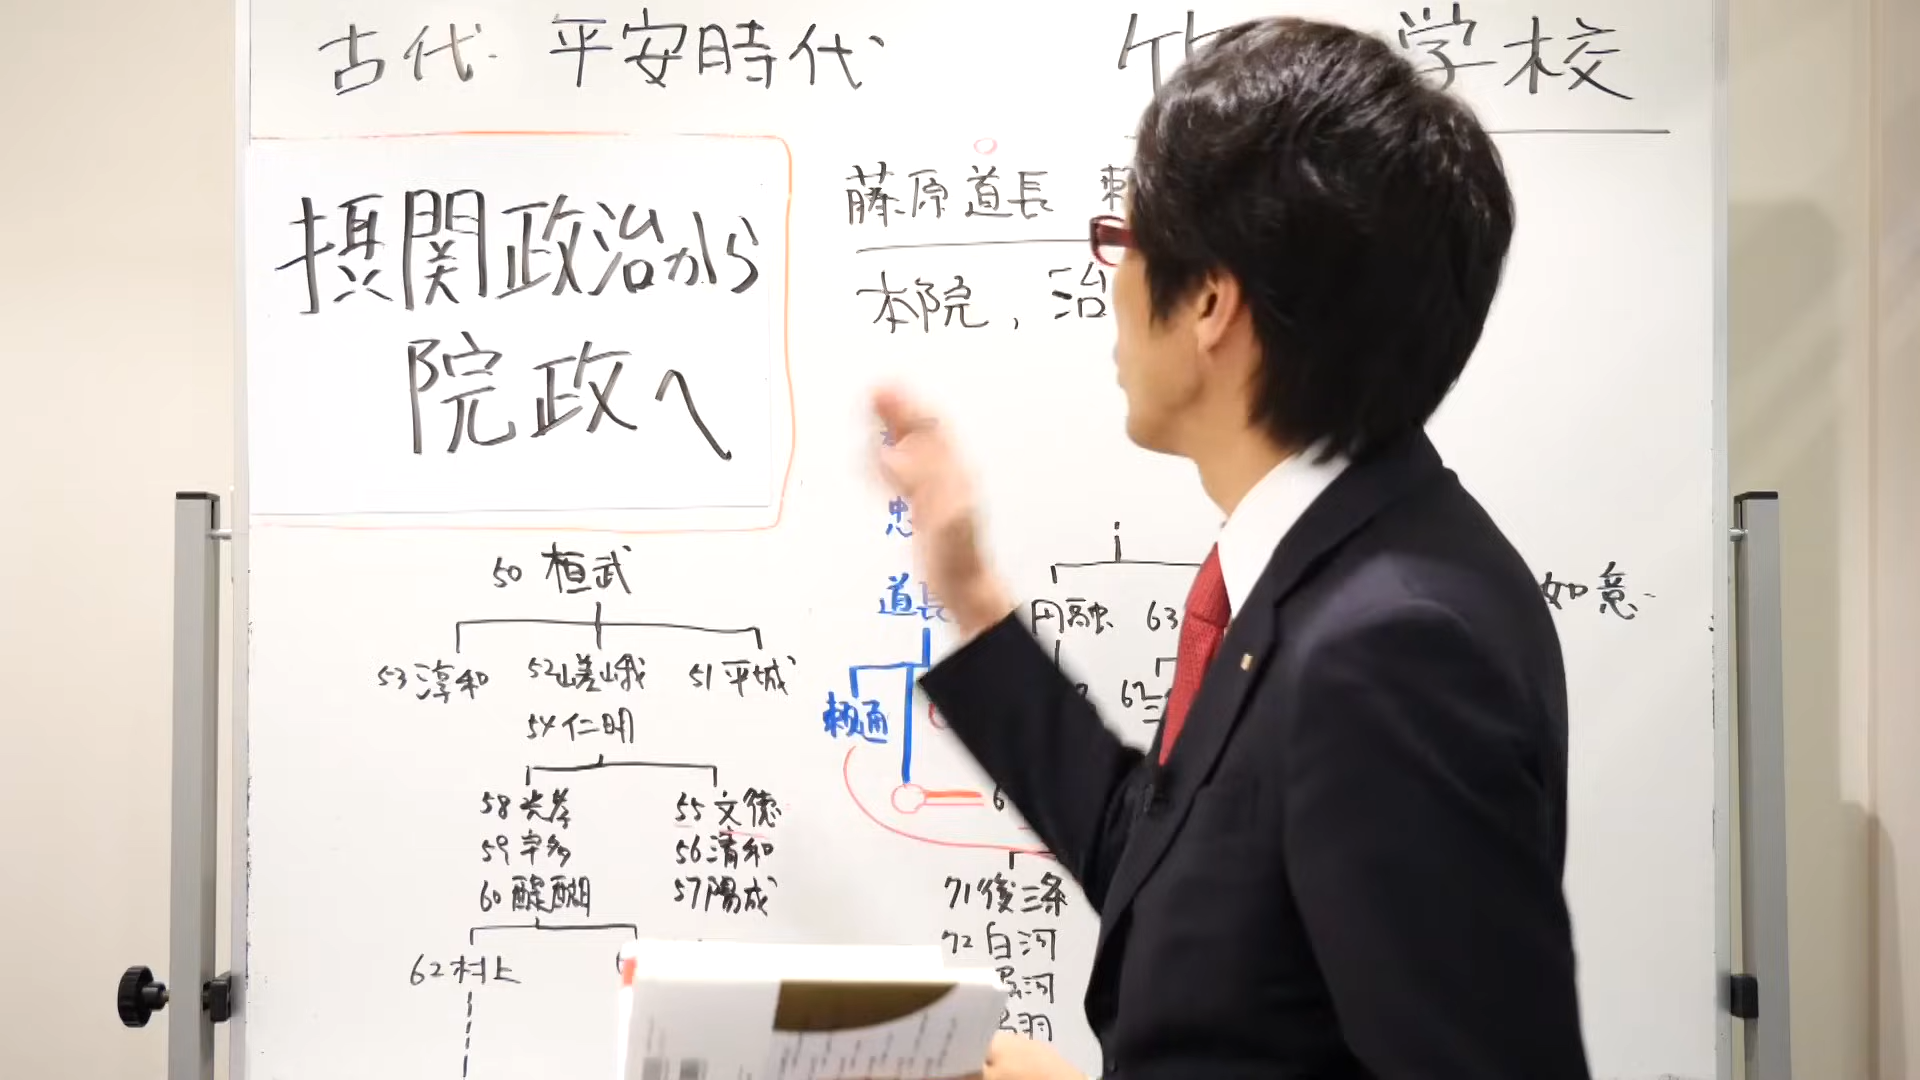 古代 平安時代
学校
摂関政治から
院政へ
藤原道長 頼
本院，治
忠
道長
頼通
50 桓武
53 淳和 52 嵯峨 51 平城
54 仁明
58 光孝 55 文徳
59 宇多 56 清和
60 醍醐 57 陽成
62 村上
円融 63
如意
71 後三条
72 白河
河
羽